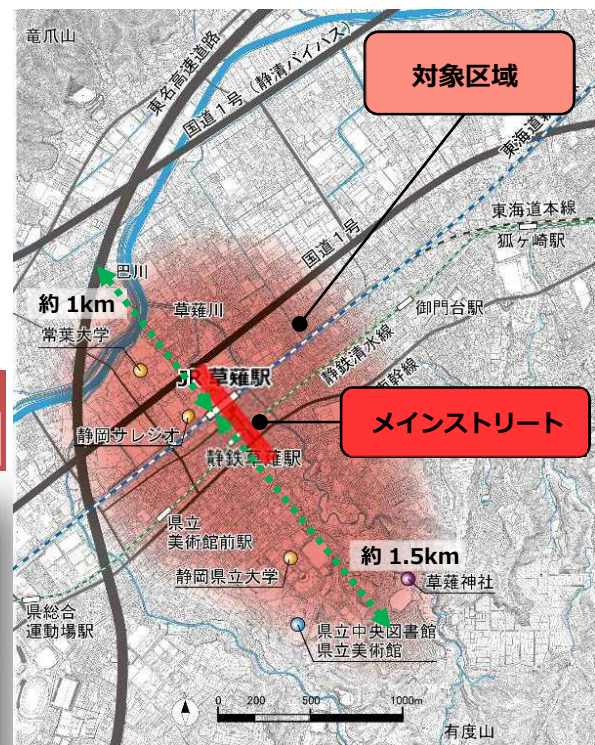 竜爪山
東名高速道路
国道1号（静清バイパス）
対象区域
東海道
東海道本線
狐ヶ崎駅
国道1号
巴川
約 1km
草薙川
御門台駅
常葉大学
静鉄清水線
JR 草薙駅
南幹線
メインストリート
静岡サレジオ
静鉄草薙駅
県立
美術館前駅
約 1.5km
静岡県立大学
草薙神社
県総合
運動場駅
県立中央図書館
県立美術館
0 200 500 1000m
有度山